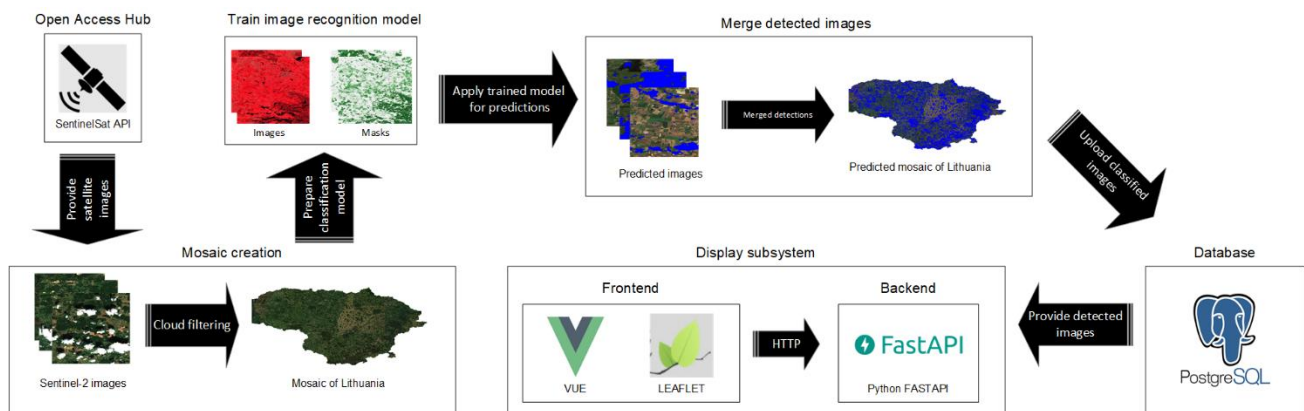 Open Access Hub
SentinelSat API
Provide
satellite
images
Train image recognition model
Images
Masks
Prepare
classification
model
Apply trained model
for predictions
Merge detected images
Predicted images
Merged detections
Predicted mosaic of Lithuania
Upload classified
images
Mosaic creation
Sentinel-2 images
Cloud filtering
Mosaic of Lithuania
Display subsystem
Frontend
VUE
LEAFLET
HTTP
Backend
FastAPI
Python FASTAPI
Provide detected
images
Database
PostgreSQL